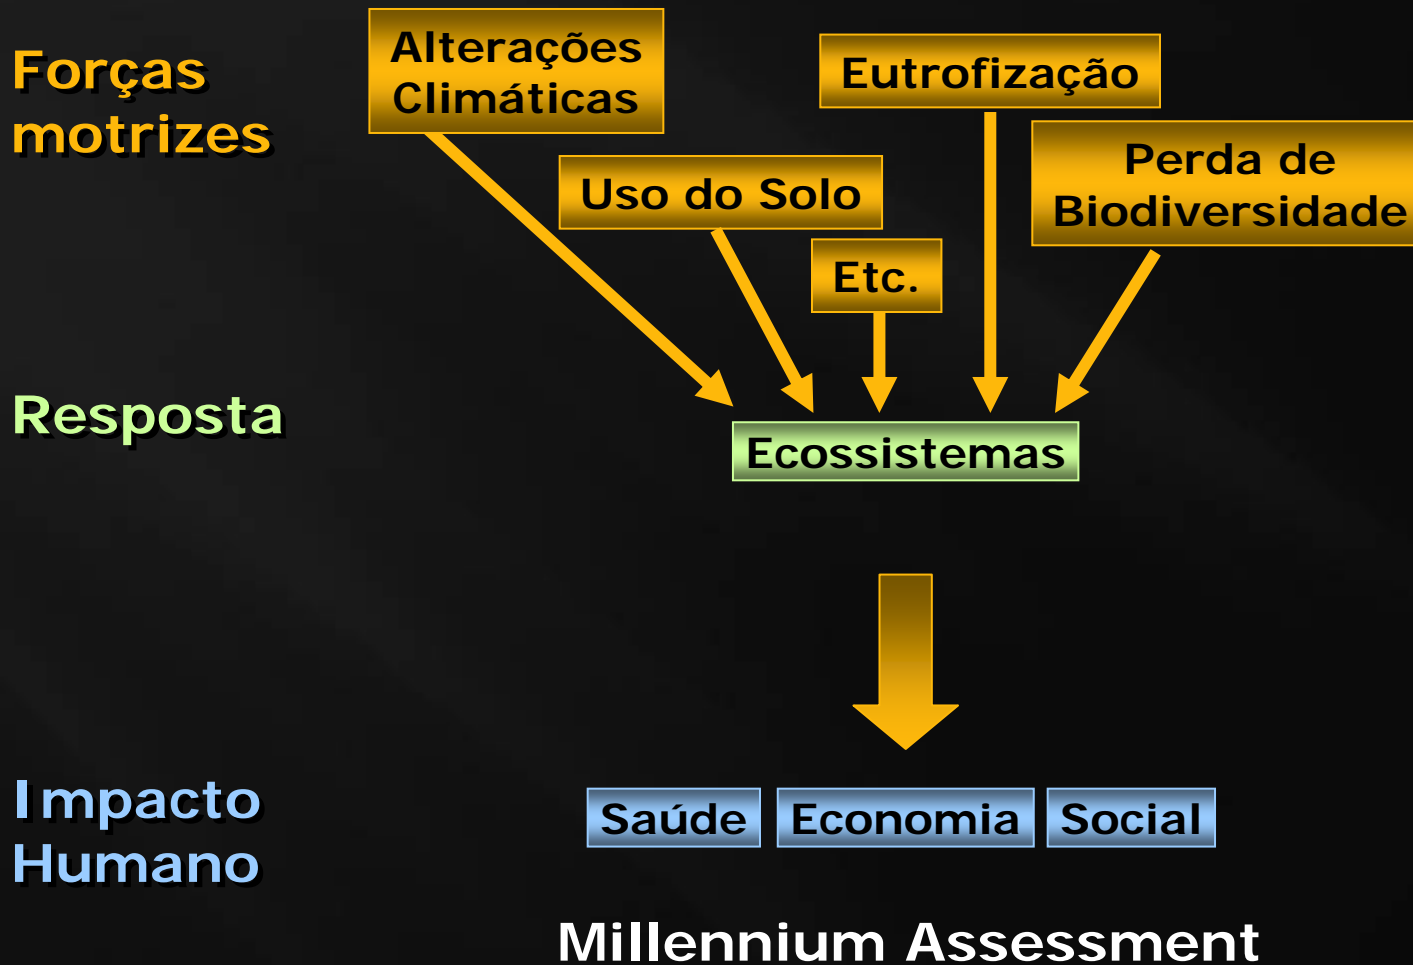 Forças
motrizes
Alterações
Climáticas
Eutrofização
Perda de
Biodiversidade
Uso do Solo
Etc.
Resposta
Ecossistemas
Impacto
Humano
Saúde
Economia
Social
Millennium Assessment